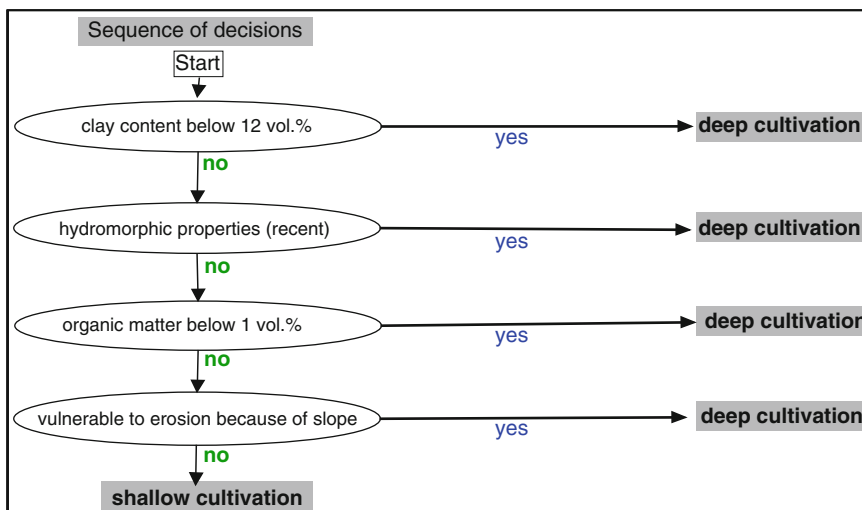 Sequence of decisions
Start
clay content below 12 vol.%
yes
deep cultivation
no
hydromorphic properties (recent)
yes
deep cultivation
no
organic matter below 1 vol.%
yes
deep cultivation
no
vulnerable to erosion because of slope
yes
deep cultivation
no
shallow cultivation